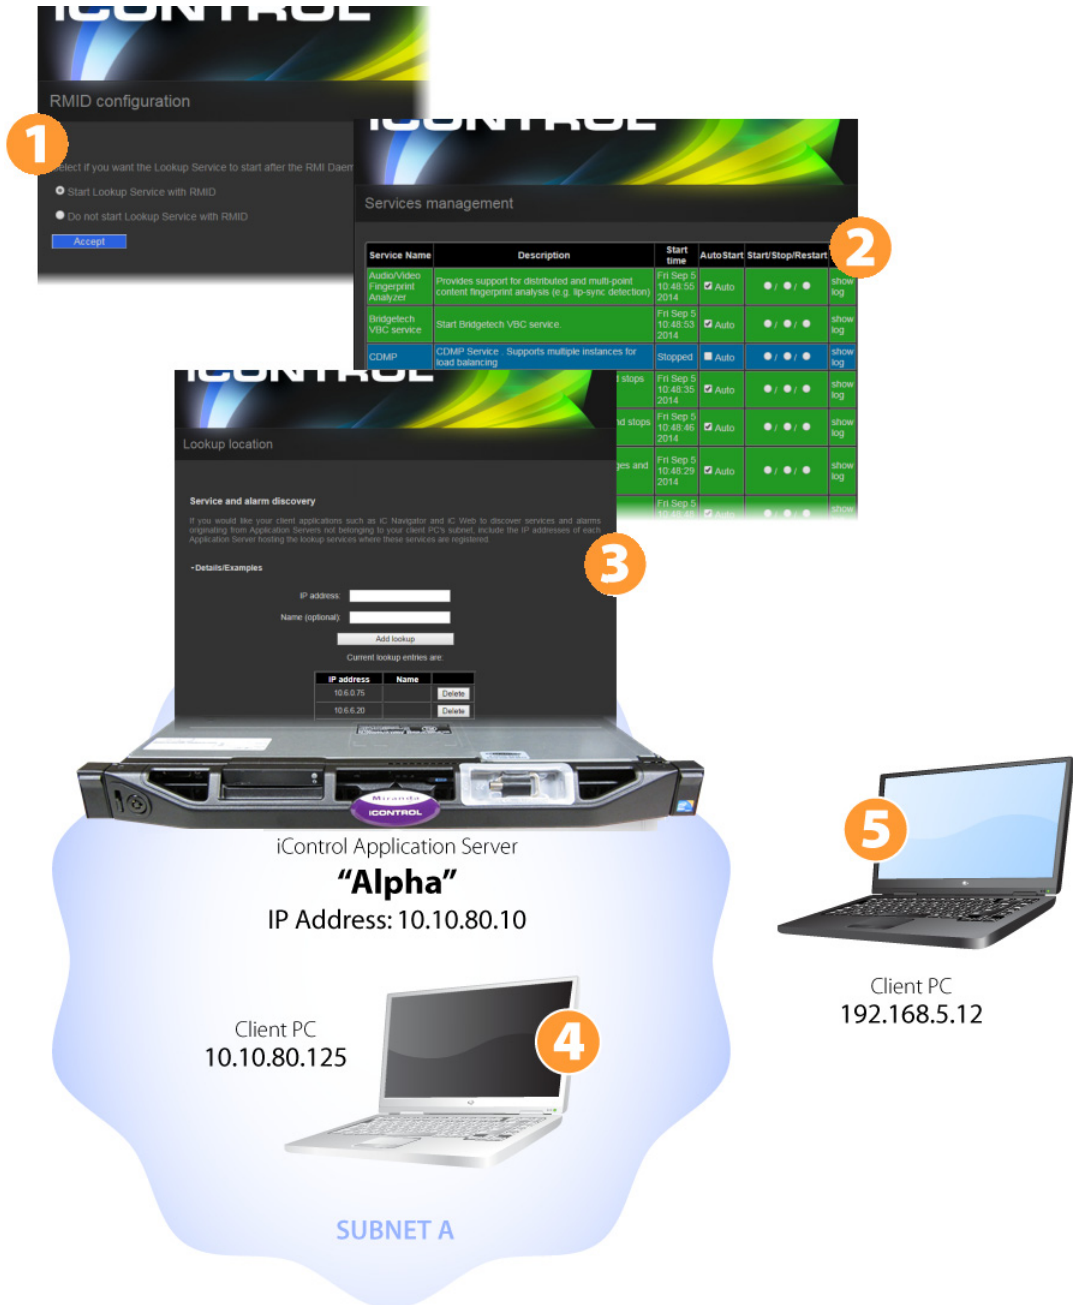 iCONTROL
RMID configuration
1
Select if you want the Lookup Service to start after the RMI Daem
Start Lookup Service with RMID
Do not start Lookup Service with RMID
Accept
iCONTROL
Services management
2
Service Name Description Start time AutoStart Start/Stop/Restart
Audio/Video Fingerprint Analyzer Provides support for distributed and multi-point content fingerprint analysis (e.g. lip-sync detection) Fri Sep 5 10:48:55 2014 Auto / / show log
Bridgetech VBC service Start Bridgetech VBC service. Fri Sep 5 10:48:53 2014 Auto / / show log
CDMP CDMP Service . Supports multiple instances for load balancing Stopped Auto / / show log
d stops Fri Sep 5 10:48:35 2014 Auto / / show log
nd stops Fri Sep 5 10:48:46 2014 Auto / / show log
ges and Fri Sep 5 10:48:29 2014 Auto / / show log
Fri Sep 5 Auto / / show
iCONTROL
Lookup location
Service and alarm discovery
If you would like your client applications such as iC Navigator and iC Web to discover services and alarms
originating from Application Servers not belonging to your client PC's subnet, include the IP addresses of each
Application Server hosting the lookup services where these services are registered.
3
-Details/Examples
IP address:
Name (optional):
Add lookup
Current lookup entries are:
IP address Name
10.6.0.75 Delete
10.6.6.20 Delete
Miranda
iCONTROL
iControl Application Server
“Alpha”
IP Address: 10.10.80.10
5
Client PC
192.168.5.12
Client PC
10.10.80.125
4
SUBNET A